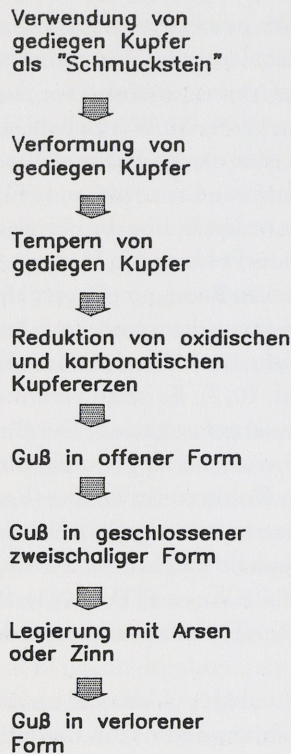 Verwendung von
gediegen Kupfer
als "Schmuckstein"
Verformung von
gediegen Kupfer
Tempern von
gediegen Kupfer
Reduktion von oxidischen
und karbonatischen
Kupfererzen
Guß in offener Form
Guß in geschlossener
zweischaliger Form
Legierung mit Arsen
oder Zinn
Guß in verlorener
Form